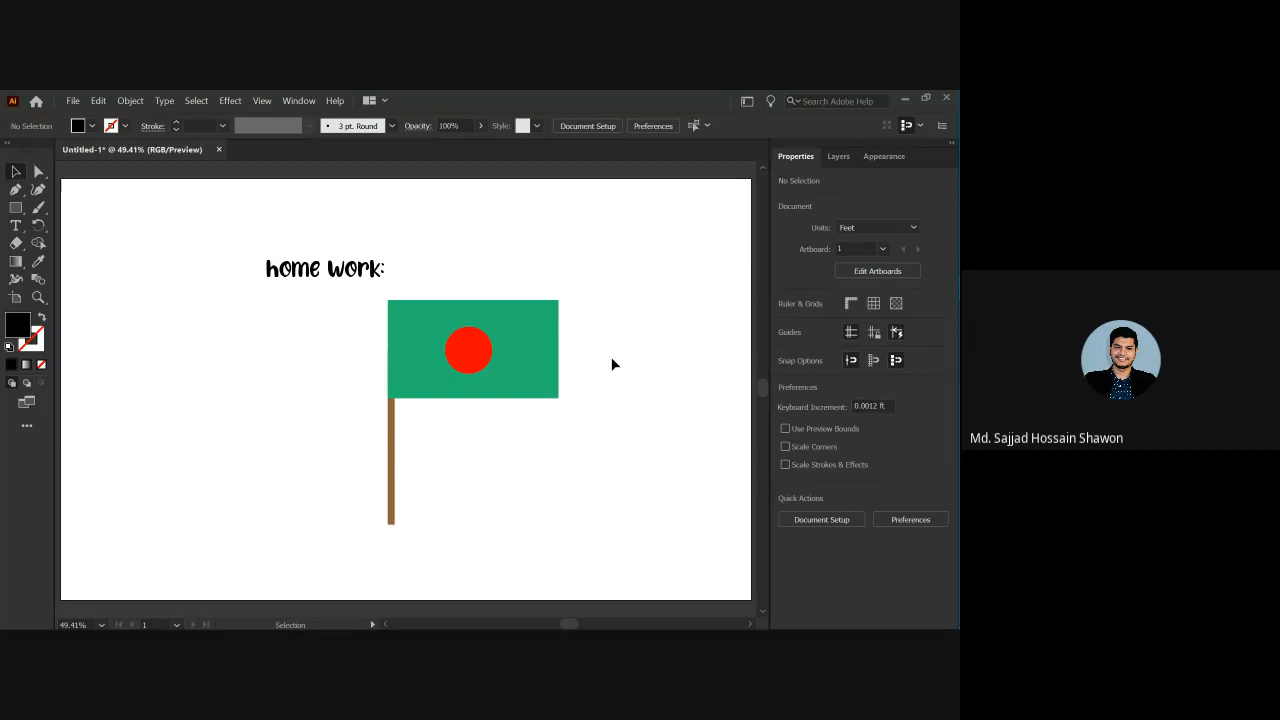 Ai
File Edit Object Type Select Effect View Window Help
Search Adobe Help
No Selection
Stroke:
3 pt. Round
Opacity: 100%
Style:
Document Setup
Preferences
Untitled-1* @ 49.41% (RGB/Preview) ×
home work:
49.41%
1
Selection
Properties Layers Appearance
No Selection
Document
Units: Feet
Artboard: 1
Edit Artboards
Ruler & Grids
Guides
Snap Options
Preferences
Keyboard Increment: 0.0012 ft
Use Preview Bounds
Scale Corners
Scale Strokes & Effects
Quick Actions
Document Setup Preferences
Md. Sajjad Hossain Shawon